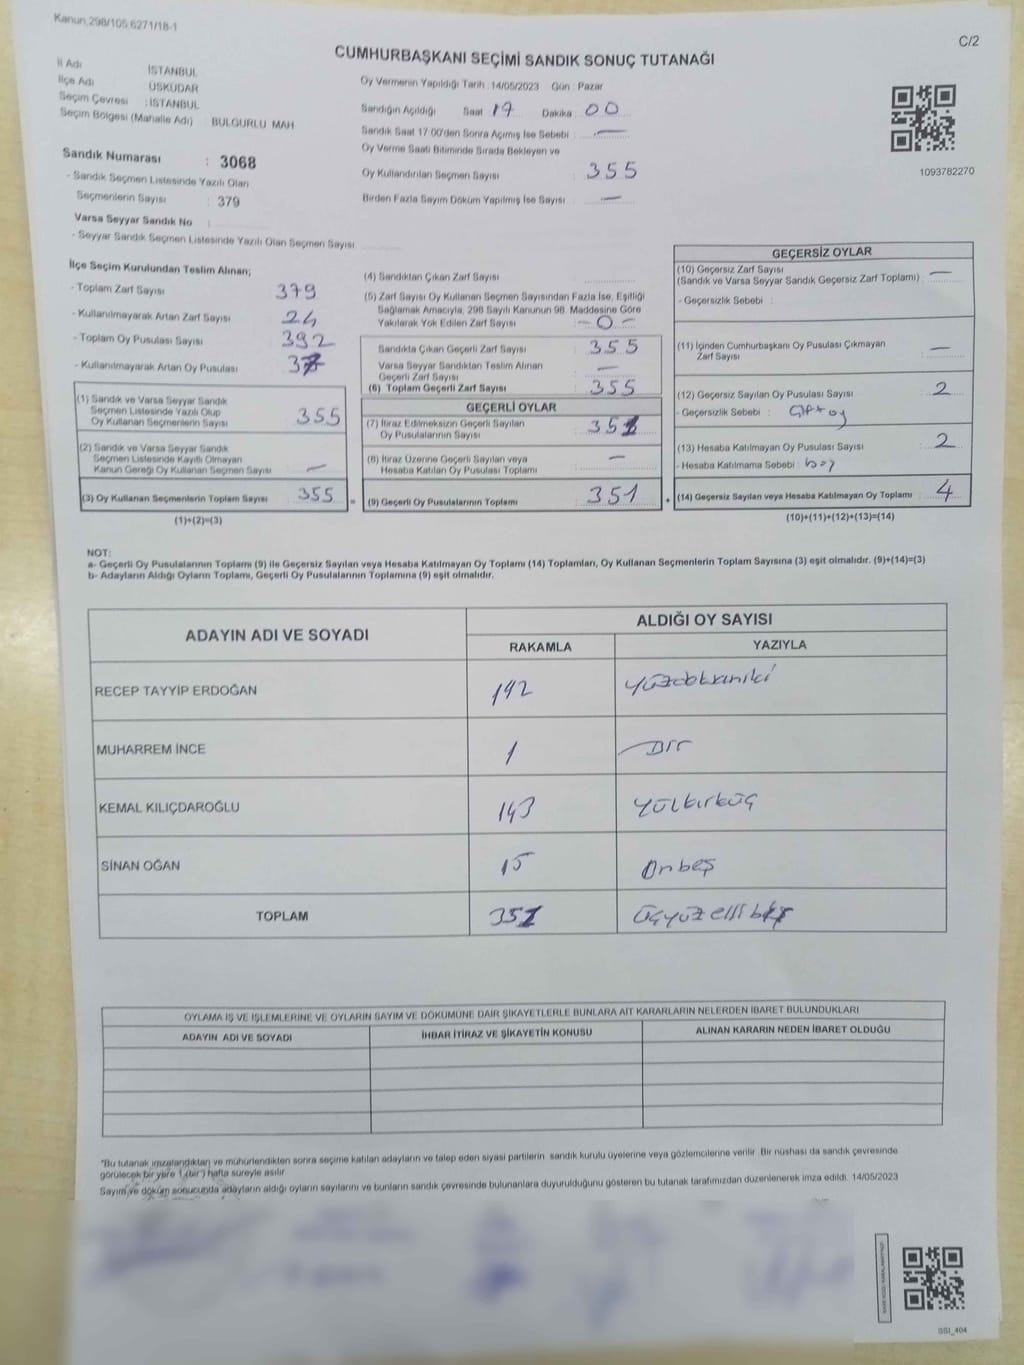 Kanun.298/105.6271/18-1
C/2
CUMHURBAŞKANI SEÇİMİ SANDIK SONUÇ TUTANAĞI
İl Adı İSTANBUL
İlçe Adı ÜSKÜDAR
Seçim Çevresi : İSTANBUL
Seçim Bölgesi (Mahalle Adı) : BULGURLU MAH
Sandık Numarası : 3068
- Sandık Seçmen Listesinde Yazılı Olan
Seçmenlerin Sayısı : 379
Varsa Seyyar Sandık No :
- Seyyar Sandık Seçmen Listesinde Yazılı Olan Seçmen Sayısı
Oy Vermenin Yapıldığı Tarih : 14/05/2023 Gün : Pazar
Sandığın Açıldığı Saat 17 Dakika : 00
Sandık Saat 17:00'den Sonra Açımış İse Sebebi : —
Oy Verme Saati Bitiminde Sırada Bekleyen ve
Oy Kullandırılan Seçmen Sayısı : 355
Birden Fazla Sayım Döküm Yapılmış İse Sayısı : —
1093782270
İlçe Seçim Kurulundan Teslim Alınan;
- Toplam Zarf Sayısı 379
- Kullanılmayarak Artan Zarf Sayısı 24
- Toplam Oy Pusulası Sayısı 392
- Kullanılmayarak Artan Oy Pusulası
(1) Sandık ve Varsa Seyyar Sandık
Seçmen Listesinde Yazılı Olup
Oy Kullanan Seçmenlerin Sayısı 355
(2) Sandık ve Varsa Seyyar Sandık
Seçmen Listesinde Kayıtlı Olmayan
Kanun Gereği Oy Kullanan Seçmen Sayısı —
(3) Oy Kullanan Seçmenlerin Toplam Sayısı 355
(1)+(2)=(3)
(4) Sandıktan Çıkan Zarf Sayısı
(5) Zarf Sayısı Oy Kullanan Seçmen Sayısından Fazla İse, Eşitliği
Sağlamak Amacıyla; 298 Sayılı Kanunun 98. Maddesine Göre
Yakılarak Yok Edilen Zarf Sayısı - 0 -
Sandıkta Çıkan Geçerli Zarf Sayısı 355
Varsa Seyyar Sandıktan Teslim Alınan
Geçerli Zarf Sayısı —
(6) Toplam Geçerli Zarf Sayısı 355
GEÇERLİ OYLAR
(7) İtiraz Edilmeksizin Geçerli Sayılan
Oy Pusulalarının Sayısı 351
(8) İtiraz Üzerine Geçerli Sayılan veya
Hesaba Katılan Oy Pusulası Toplamı —
= (9) Geçerli Oy Pusulalarının Toplamı 351 +
GEÇERSİZ OYLAR
(10) Geçersiz Zarf Sayısı
(Sandık ve Varsa Seyyar Sandık Geçersiz Zarf Toplamı) : —
- Geçersizlik Sebebi :
(11) İçinden Cumhurbaşkanı Oy Pusulası Çıkmayan
Zarf Sayısı —
(12) Geçersiz Sayılan Oy Pusulası Sayısı 2
- Geçersizlik Sebebi : Çift oy
(13) Hesaba Katılmayan Oy Pusulası Sayısı 2
- Hesaba Katılmama Sebebi : boş
(14) Geçersiz Sayılan veya Hesaba Katılmayan Oy Toplamı 4
(10)+(11)+(12)+(13)=(14)
NOT:
a- Geçerli Oy Pusulalarının Toplamı (9) ile Geçersiz Sayılan veya Hesaba Katılmayan Oy Toplamı (14) Toplamları, Oy Kullanan Seçmenlerin Toplam Sayısına (3) eşit olmalıdır. (9)+(14)=(3)
b- Adayların Aldığı Oyların Toplamı, Geçerli Oy Pusulalarının Toplamına (9) eşit olmalıdır.
ADAYIN ADI VE SOYADI
ALDIĞI OY SAYISI
RAKAMLA YAZIYLA
RECEP TAYYİP ERDOĞAN 192 yüzdoksaniki
MUHARREM İNCE 1 Bir
KEMAL KILIÇDAROĞLU 143 Yüzkırküç
SİNAN OĞAN 15 Onbeş
TOPLAM 351 Üçyüz elli bir
OYLAMA İŞ VE İŞLEMLERİNE VE OYLARIN SAYIM VE DÖKÜMÜNE DAİR ŞİKAYETLERLE BUNLARA AİT KARARLARIN NELERDEN İBARET BULUNDUKLARI
ADAYIN ADI VE SOYADI İHBAR İTİRAZ VE ŞİKAYETİN KONUSU ALINAN KARARIN NEDEN İBARET OLDUĞU
*Bu tutanak imzalandıktan ve mühürlendikten sonra seçime katılan adayların ve talep eden siyasi partilerin sandık kurulu üyelerine veya gözlemcilerine verilir. Bir nüshası da sandık çevresinde
görülecek bir yere 1 (bir) hafta süreyle asılır.
Sayım ve döküm sonucunda adayların aldığı oyların sayılarını ve bunların sandık çevresinde bulunanlara duyurulduğunu gösteren bu tutanak tarafımızdan düzenlenerek imza edildi. 14/05/2023
SSI_404